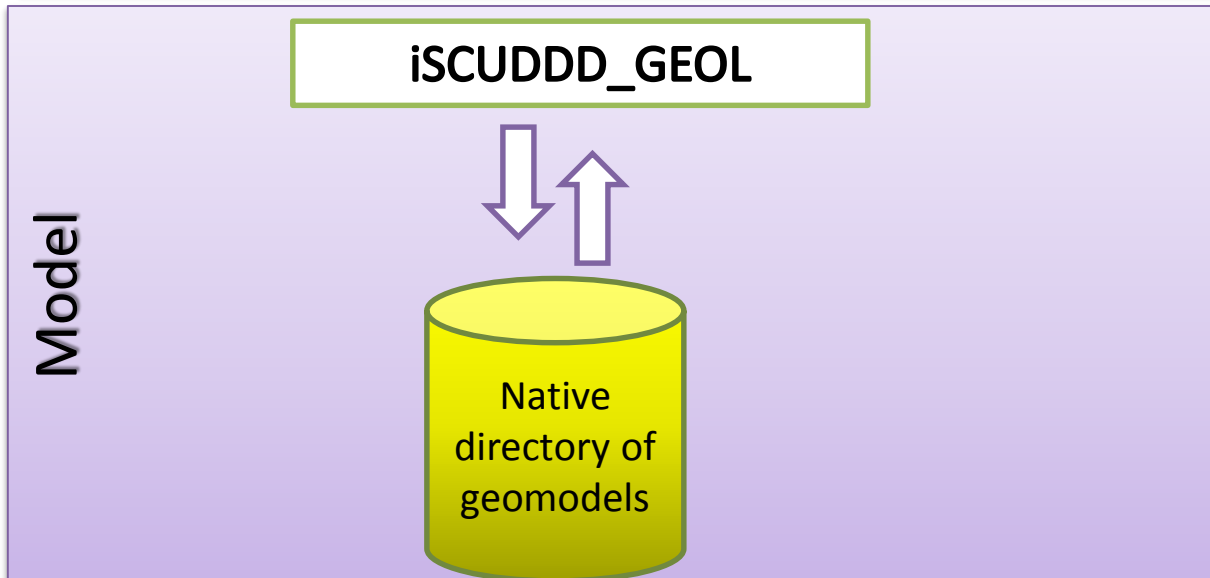 iSCUDDD_GEOL
Model
Native
directory of
geomodels